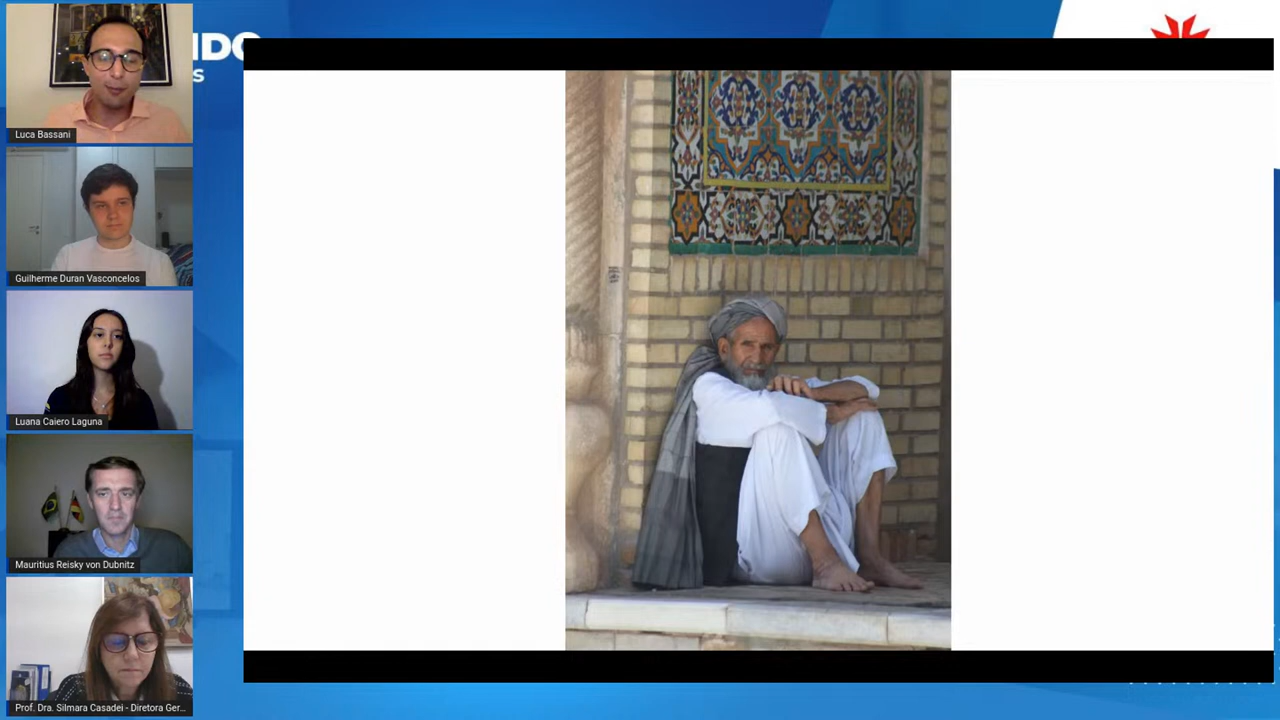 Luca Bassani
Guilherme Duran Vasconcelos
Luana Caiero Laguna
Mauritius Reisky von Dubnitz
Prof. Dra. Silmara Casadei - Diretora Ger...